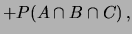 +P(A ∩ B ∩ C) ,